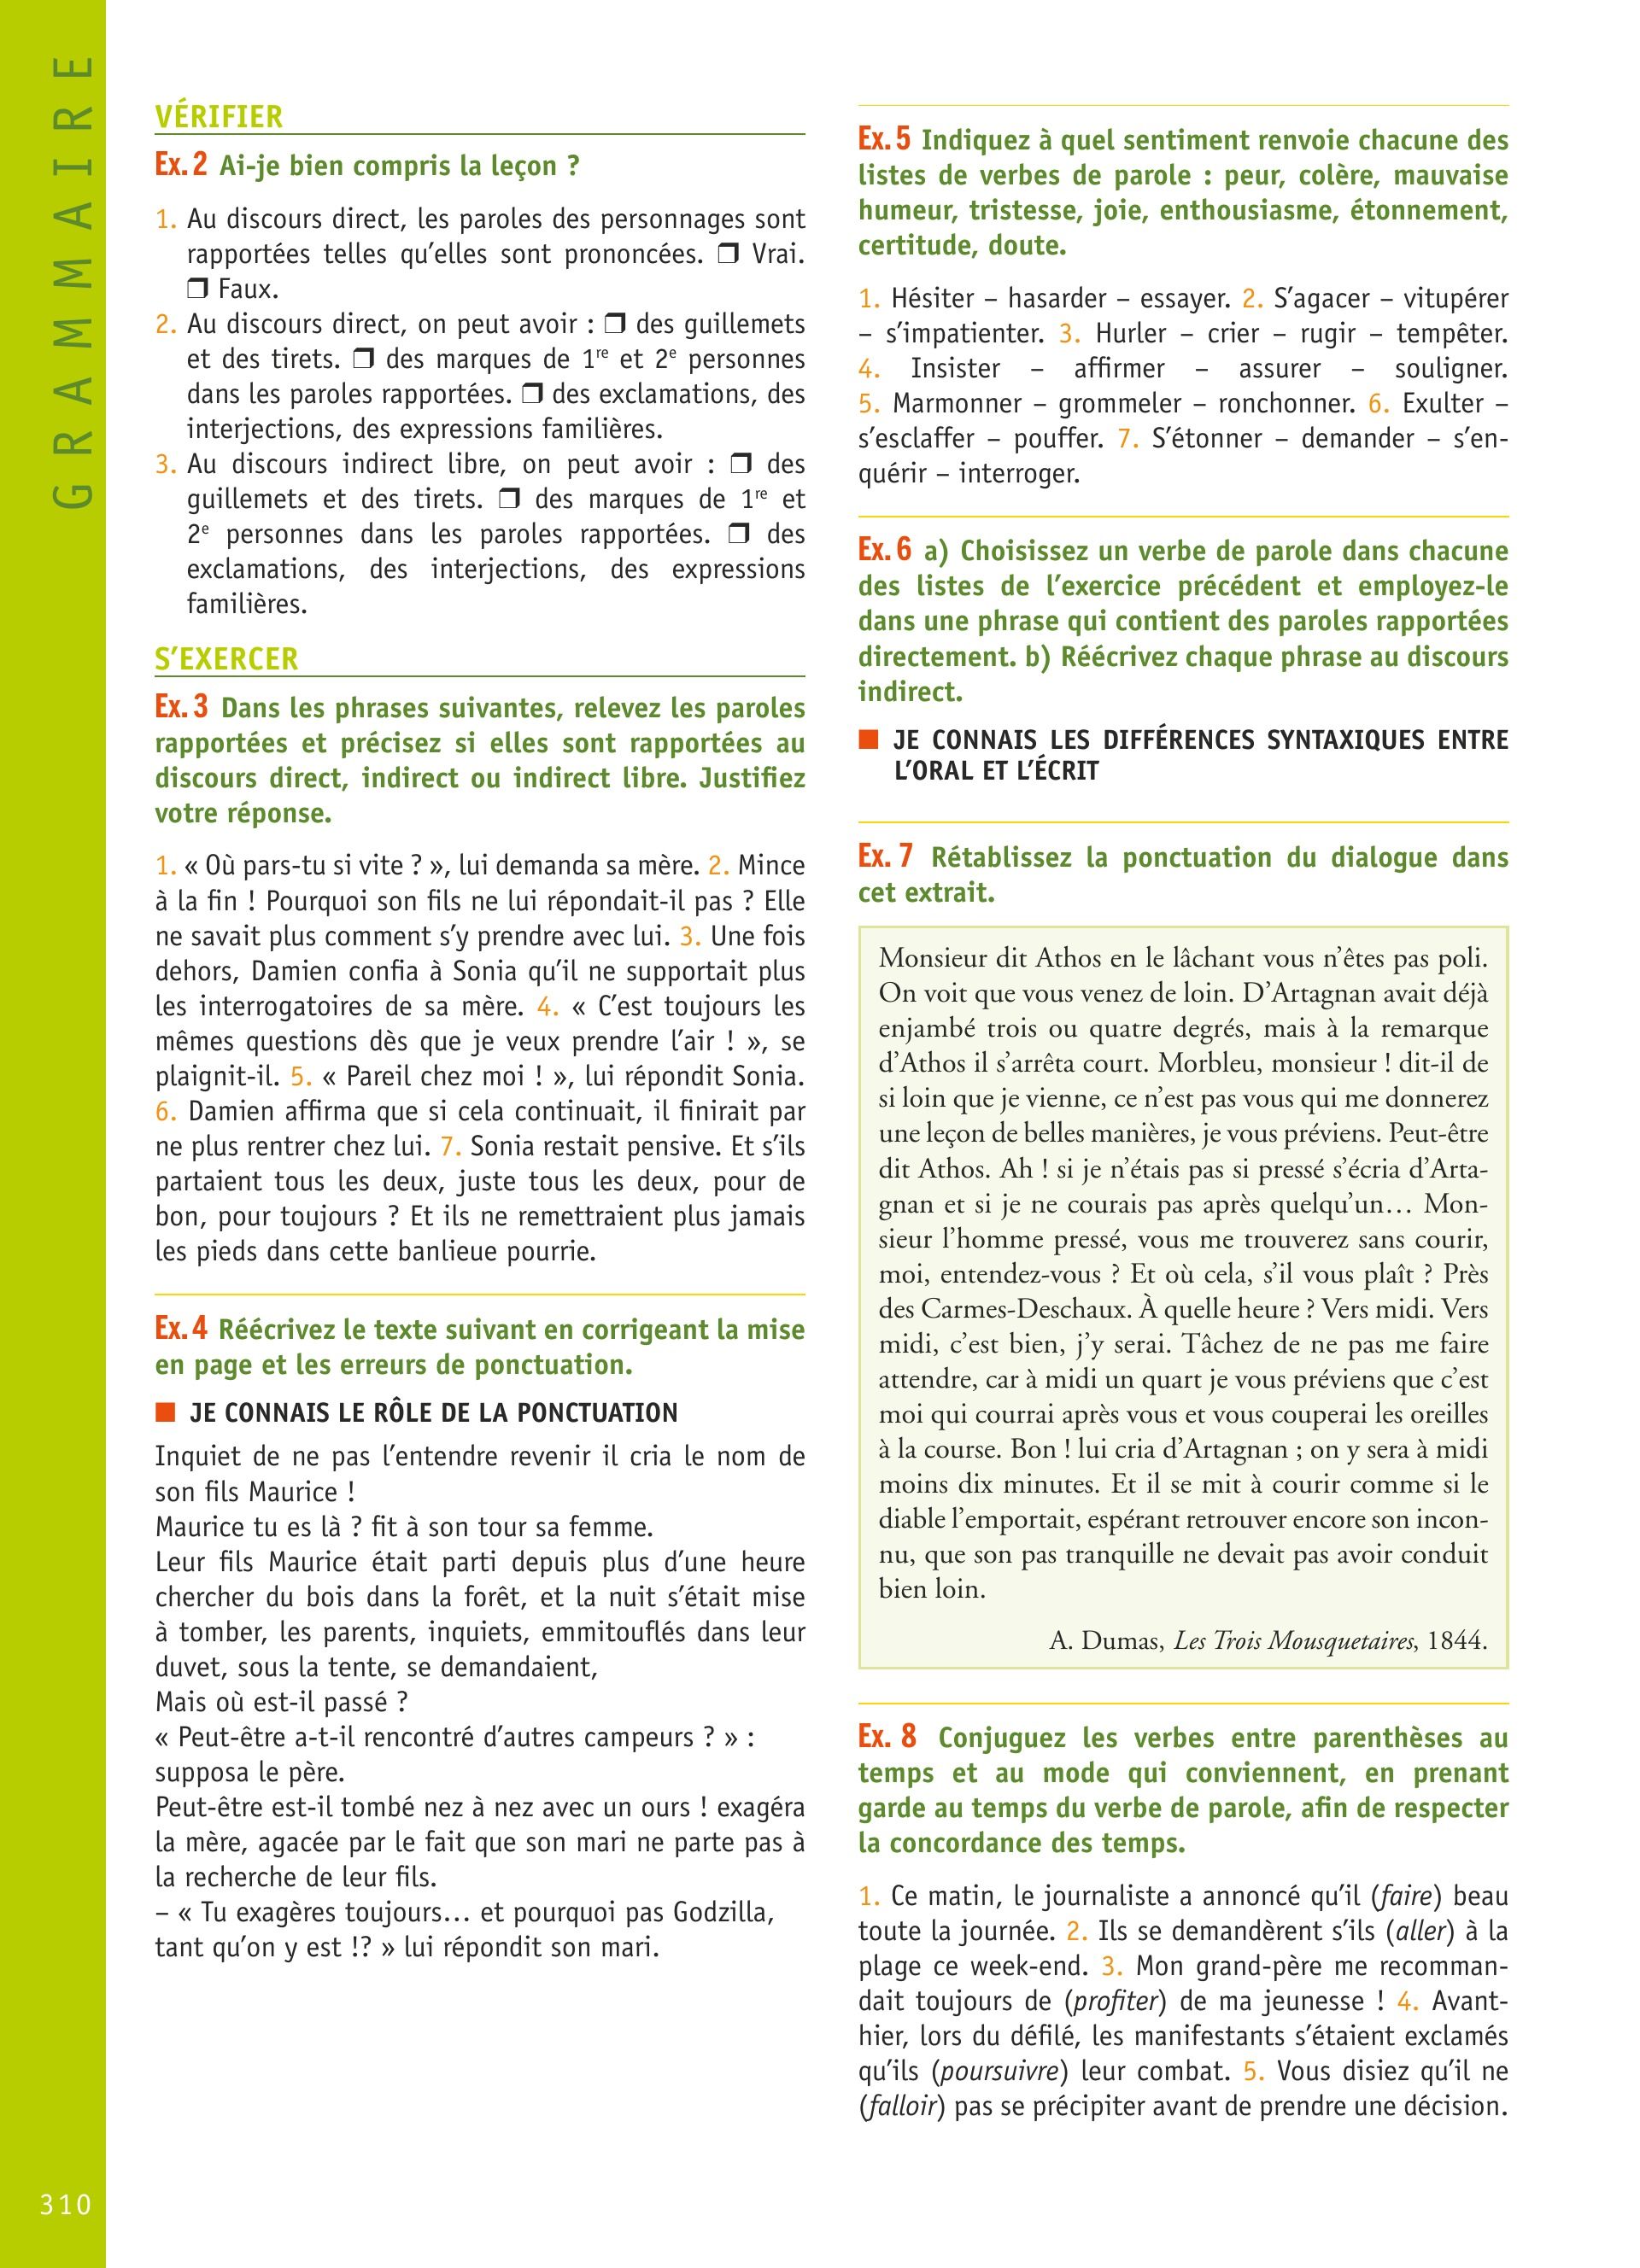 GRAMMAIRE
VÉRIFIER
Ex. 2 Ai-je bien compris la leçon ?
1. Au discours direct, les paroles des personnages sont
rapportées telles qu’elles sont prononcées. ❒ Vrai.
❒ Faux.
2. Au discours direct, on peut avoir : ❒ des guillemets
et des tirets. ❒ des marques de 1re et 2e personnes
dans les paroles rapportées. ❒ des exclamations, des
interjections, des expressions familières.
3. Au discours indirect libre, on peut avoir : ❒ des
guillemets et des tirets. ❒ des marques de 1re et
2e personnes dans les paroles rapportées. ❒ des
exclamations, des interjections, des expressions
familières.
S’EXERCER
Ex. 3 Dans les phrases suivantes, relevez les paroles
rapportées et précisez si elles sont rapportées au
discours direct, indirect ou indirect libre. Justifiez
votre réponse.
1. « Où pars-tu si vite ? », lui demanda sa mère. 2. Mince
à la fin ! Pourquoi son fils ne lui répondait-il pas ? Elle
ne savait plus comment s’y prendre avec lui. 3. Une fois
dehors, Damien confia à Sonia qu’il ne supportait plus
les interrogatoires de sa mère. 4. « C’est toujours les
mêmes questions dès que je veux prendre l’air ! », se
plaignit-il. 5. « Pareil chez moi ! », lui répondit Sonia.
6. Damien affirma que si cela continuait, il finirait par
ne plus rentrer chez lui. 7. Sonia restait pensive. Et s’ils
partaient tous les deux, juste tous les deux, pour de
bon, pour toujours ? Et ils ne remettraient plus jamais
les pieds dans cette banlieue pourrie.
Ex. 4 Réécrivez le texte suivant en corrigeant la mise
en page et les erreurs de ponctuation.
■ JE CONNAIS LE RÔLE DE LA PONCTUATION
Inquiet de ne pas l’entendre revenir il cria le nom de
son fils Maurice !
Maurice tu es là ? fit à son tour sa femme.
Leur fils Maurice était parti depuis plus d’une heure
chercher du bois dans la forêt, et la nuit s’était mise
à tomber, les parents, inquiets, emmitouflés dans leur
duvet, sous la tente, se demandaient,
Mais où est-il passé ?
« Peut-être a-t-il rencontré d’autres campeurs ? » :
supposa le père.
Peut-être est-il tombé nez à nez avec un ours ! exagéra
la mère, agacée par le fait que son mari ne parte pas à
la recherche de leur fils.
– « Tu exagères toujours… et pourquoi pas Godzilla,
tant qu’on y est !? » lui répondit son mari.
Ex. 5 Indiquez à quel sentiment renvoie chacune des
listes de verbes de parole : peur, colère, mauvaise
humeur, tristesse, joie, enthousiasme, étonnement,
certitude, doute.
1. Hésiter – hasarder – essayer. 2. S’agacer – vitupérer
– s’impatienter. 3. Hurler – crier – rugir – tempêter.
4. Insister – affirmer – assurer – souligner.
5. Marmonner – grommeler – ronchonner. 6. Exulter –
s’esclaffer – pouffer. 7. S’étonner – demander – s’en-
quérir – interroger.
Ex. 6 a) Choisissez un verbe de parole dans chacune
des listes de l’exercice précédent et employez-le
dans une phrase qui contient des paroles rapportées
directement. b) Réécrivez chaque phrase au discours
indirect.
■ JE CONNAIS LES DIFFÉRENCES SYNTAXIQUES ENTRE
L’ORAL ET L’ÉCRIT
Ex. 7 Rétablissez la ponctuation du dialogue dans
cet extrait.
Monsieur dit Athos en le lâchant vous n’êtes pas poli.
On voit que vous venez de loin. D’Artagnan avait déjà
enjambé trois ou quatre degrés, mais à la remarque
d’Athos il s’arrêta court. Morbleu, monsieur ! dit-il de
si loin que je vienne, ce n’est pas vous qui me donnerez
une leçon de belles manières, je vous préviens. Peut-être
dit Athos. Ah ! si je n’étais pas si pressé s’écria d’Arta-
gnan et si je ne courais pas après quelqu’un… Mon-
sieur l’homme pressé, vous me trouverez sans courir,
moi, entendez-vous ? Et où cela, s’il vous plaît ? Près
des Carmes-Deschaux. À quelle heure ? Vers midi. Vers
midi, c’est bien, j’y serai. Tâchez de ne pas me faire
attendre, car à midi un quart je vous préviens que c’est
moi qui courrai après vous et vous couperai les oreilles
à la course. Bon ! lui cria d’Artagnan ; on y sera à midi
moins dix minutes. Et il se mit à courir comme si le
diable l’emportait, espérant retrouver encore son incon-
nu, que son pas tranquille ne devait pas avoir conduit
bien loin.
A. Dumas, Les Trois Mousquetaires, 1844.
Ex. 8 Conjuguez les verbes entre parenthèses au
temps et au mode qui conviennent, en prenant
garde au temps du verbe de parole, afin de respecter
la concordance des temps.
1. Ce matin, le journaliste a annoncé qu’il (faire) beau
toute la journée. 2. Ils se demandèrent s’ils (aller) à la
plage ce week-end. 3. Mon grand-père me recomman-
dait toujours de (profiter) de ma jeunesse ! 4. Avant-
hier, lors du défilé, les manifestants s’étaient exclamés
qu’ils (poursuivre) leur combat. 5. Vous disiez qu’il ne
(falloir) pas se précipiter avant de prendre une décision.
310